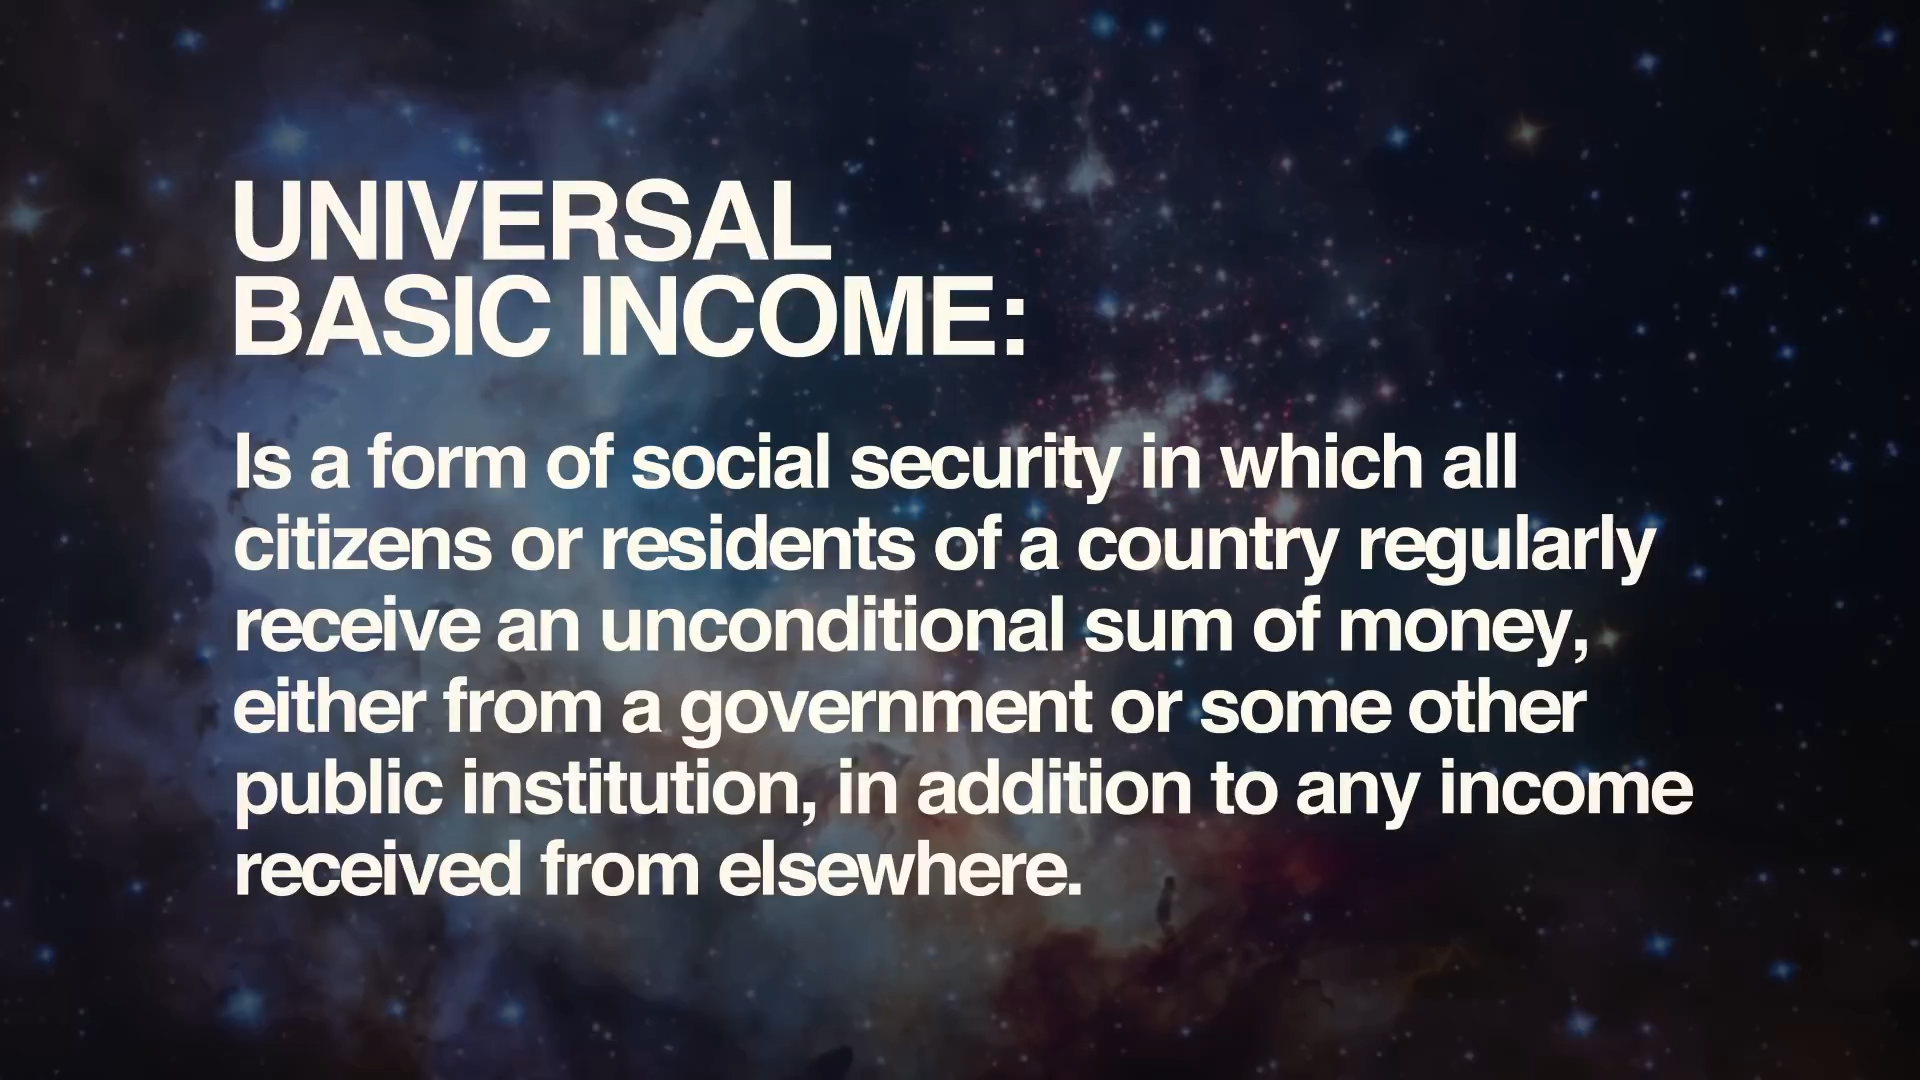 UNIVERSAL
BASIC INCOME:
Is a form of social security in which all
citizens or residents of a country regularly
receive an unconditional sum of money,
either from a government or some other
public institution, in addition to any income
received from elsewhere.